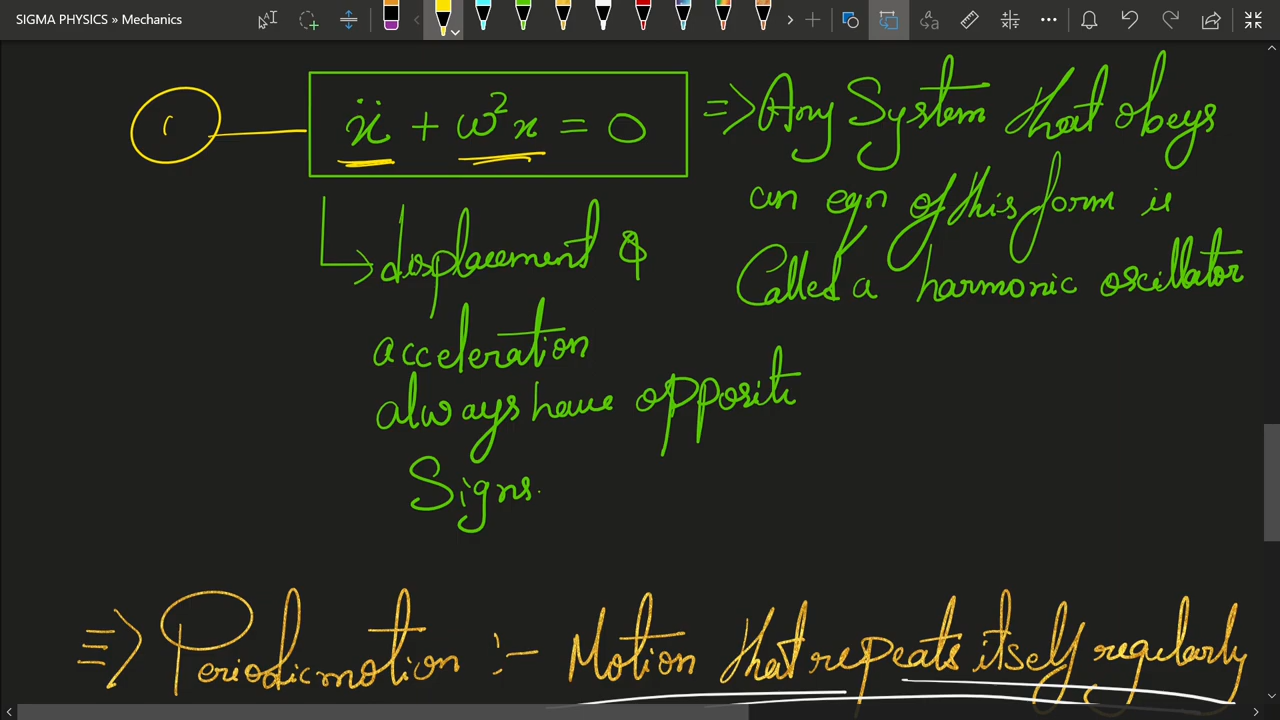 SIGMA PHYSICS » Mechanics
① ẍ + ω²x = 0 => Any System that obeys
an eqn of this form is
Called a harmonic oscillator
displacement &
acceleration
always have opposite
Signs.
=> Periodic motion :- Motion that repeats itself regularly